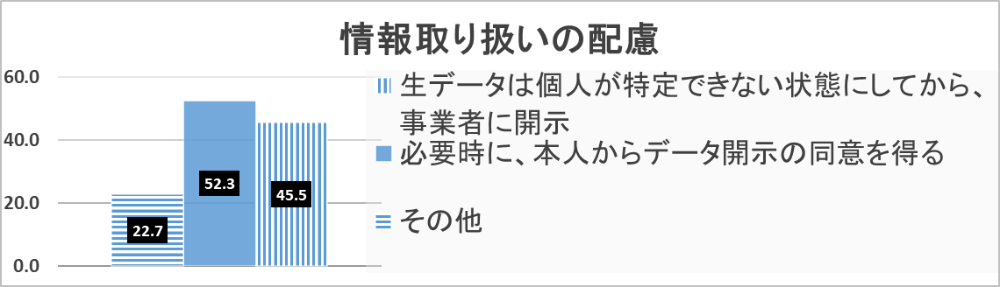 情報取り扱いの配慮
60.0
40.0
20.0
0.0
22.7
52.3
45.5
生データは個人が特定できない状態にしてから、
事業者に開示
必要時に、本人からデータ開示の同意を得る
その他